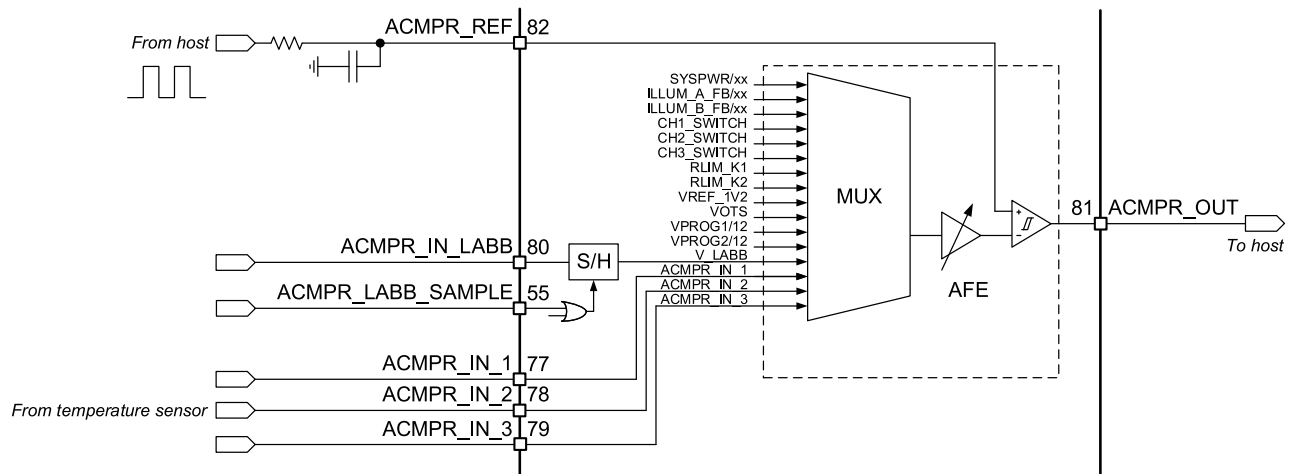 From host
ACMPR_REF
82
SYSPWR/xx
ILLUM_A_FB/xx
ILLUM_B_FB/xx
CH1_SWITCH
CH2_SWITCH
CH3_SWITCH
RLIM_K1
RLIM_K2
VREF_1V2
VOTS
VPROG1/12
VPROG2/12
V_LABB
ACMPR_IN_1
ACMPR_IN_2
ACMPR_IN_3
MUX
AFE
+
-
81
ACMPR_OUT
To host
ACMPR_IN_LABB
80
S/H
ACMPR_LABB_SAMPLE
55
ACMPR_IN_1
77
From temperature sensor
ACMPR_IN_2
78
ACMPR_IN_3
79